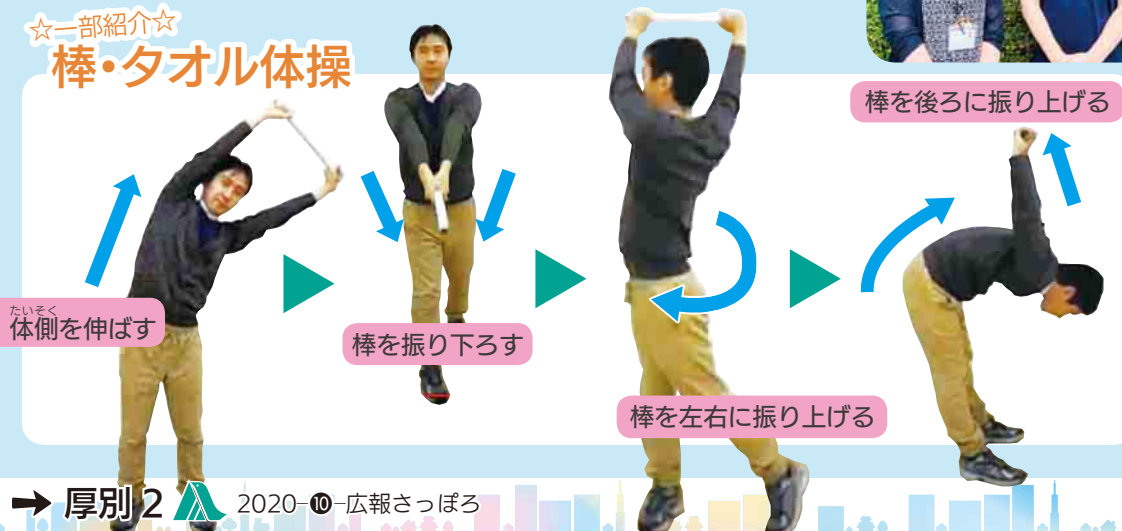 ☆一部紹介☆
棒・タオル体操
棒を後ろに振り上げる
たいそく
体側を伸ばす
棒を振り下ろす
棒を左右に振り上げる
➡ 厚別 2 2020-❿-広報さっぽろ